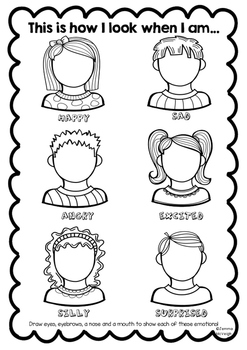 This is how I look when I am...
HAPPY
SAD
ANGRY
EXCITED
SILLY
SURPRISED
Draw eyes, eyebrows, a nose and a mouth to show each of these emotions!